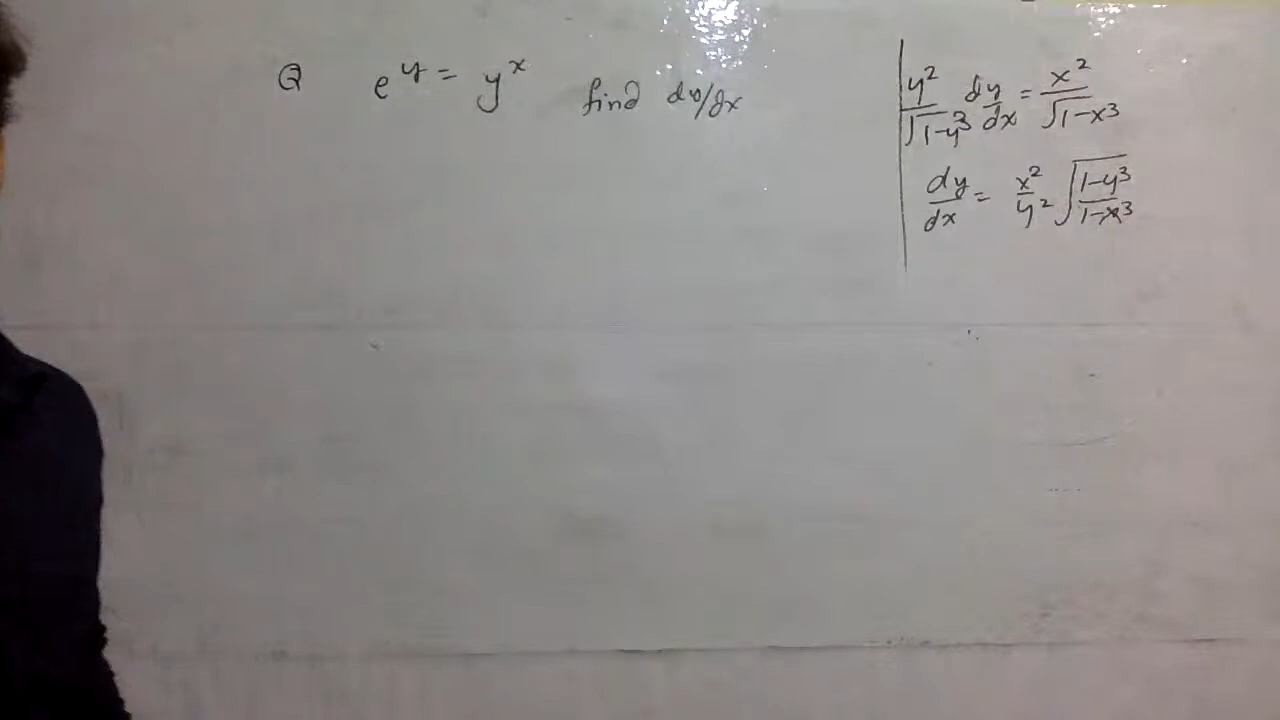 Q e^y = y^x find dy/dx
y²/√1-y³ dy/dx = x²/√1-x³
dy/dx = x²/y² √1-y³/1-x³